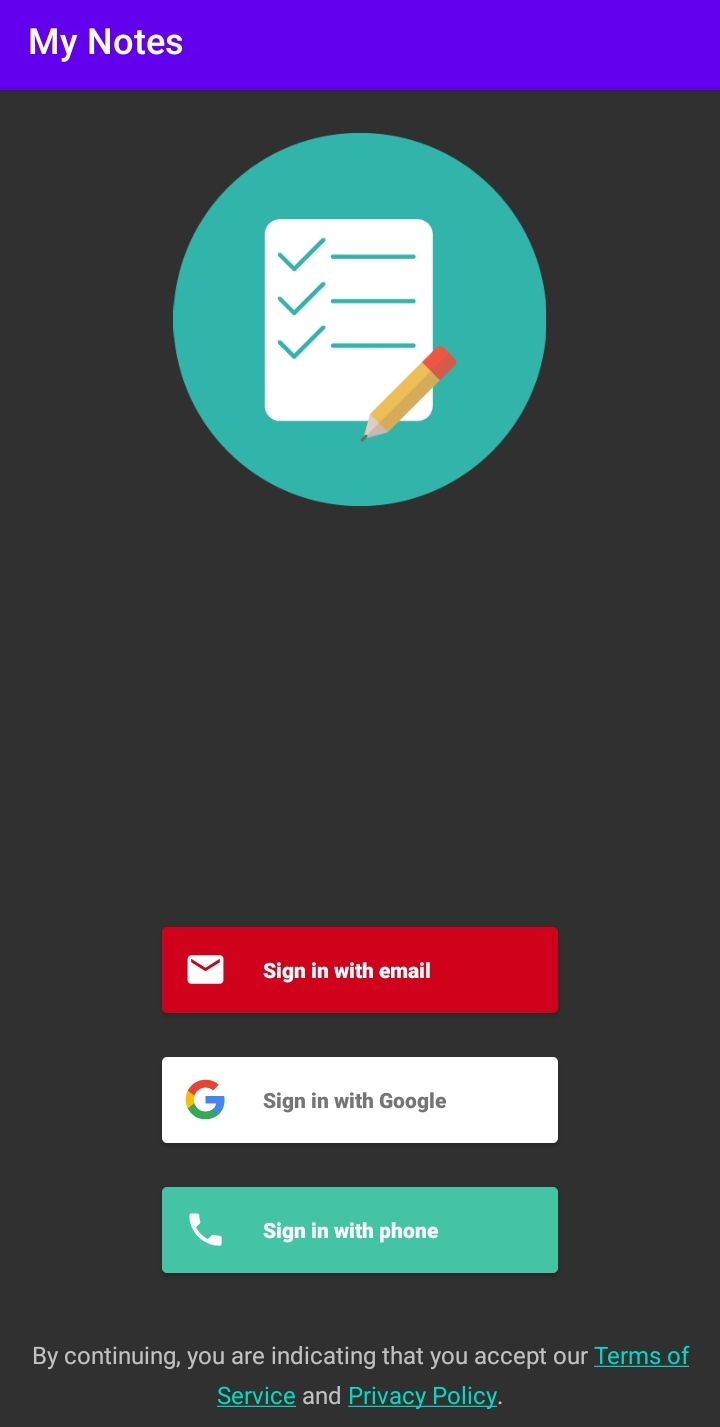 My Notes
Sign in with email
Sign in with Google
Sign in with phone
By continuing, you are indicating that you accept our Terms of
Service and Privacy Policy.